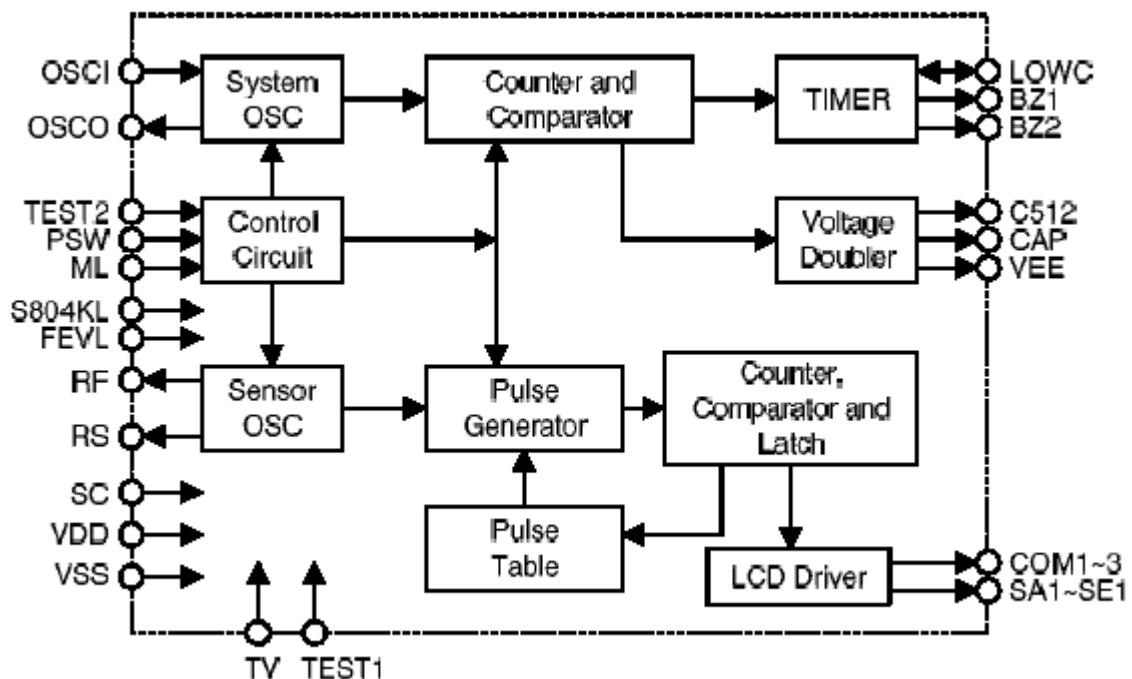 OSCI
OSCO
TEST2
PSW
ML
S804KL
FEVL
RF
RS
SC
VDD
VSS
TV
TEST1
System
OSC
Counter and
Comparator
TIMER
LOWC
BZ1
BZ2
Control
Circuit
Voltage
Doubler
C512
CAP
VEE
Sensor
OSC
Pulse
Generator
Counter,
Comparator and
Latch
Pulse
Table
LCD Driver
COM1~3
SA1~SE1